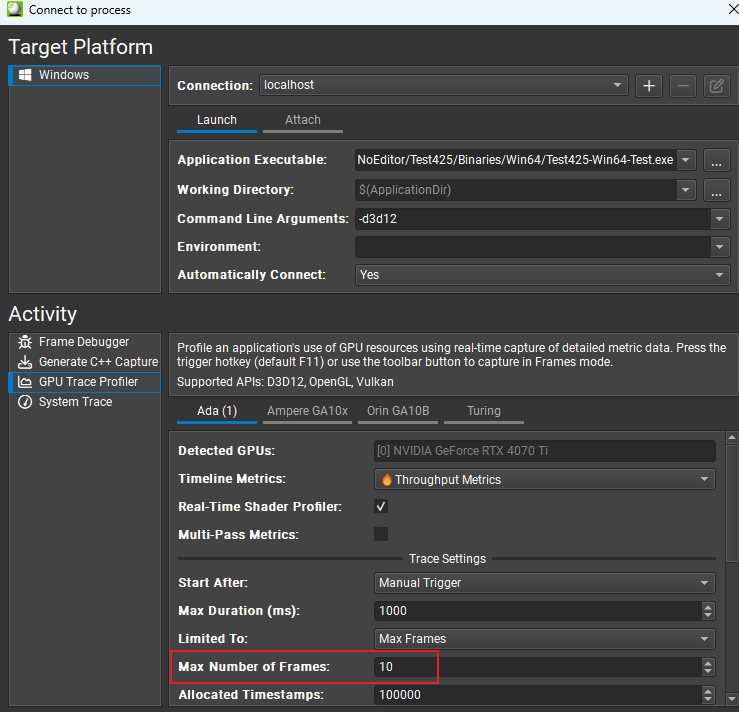 Connect to process
Target Platform
Windows
Connection: localhost
Launch Attach
Application Executable: NoEditor/Test425/Binaries/Win64/Test425-Win64-Test.exe ...
Working Directory: $(ApplicationDir) ...
Command Line Arguments: -d3d12
Environment:
Automatically Connect: Yes
Activity
Frame Debugger
Generate C++ Capture
GPU Trace Profiler
System Trace
Profile an application's use of GPU resources using real-time capture of detailed metric data. Press the
trigger hotkey (default F11) or use the toolbar button to capture in Frames mode.
Supported APIs: D3D12, OpenGL, Vulkan
Ada (1) Ampere GA10x Orin GA10B Turing
Detected GPUs: [0] NVIDIA GeForce RTX 4070 Ti
Timeline Metrics: Throughput Metrics
Real-Time Shader Profiler:
Multi-Pass Metrics:
Trace Settings
Start After: Manual Trigger
Max Duration (ms): 1000
Limited To: Max Frames
Max Number of Frames: 10
Allocated Timestamps: 100000